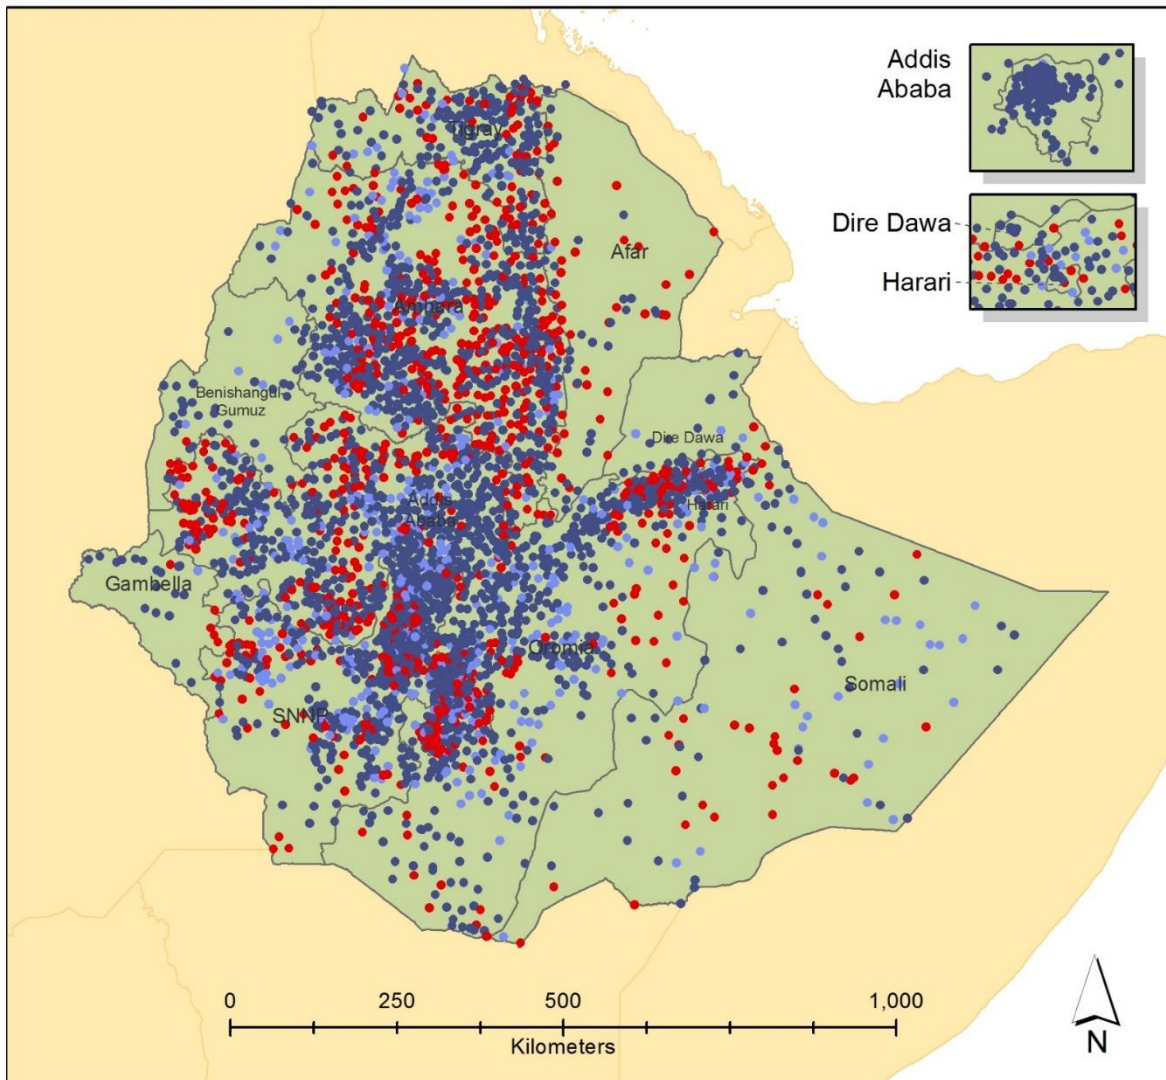 Addis
Ababa
Dire Dawa
Harari
Tigray
Afar
Amhara
Benishangul
Gumuz
Dire Dawa
Addis
Ababa
Harari
Gambella
Oromia
Somali
SNNP
0
250
500
1,000
Kilometers
N